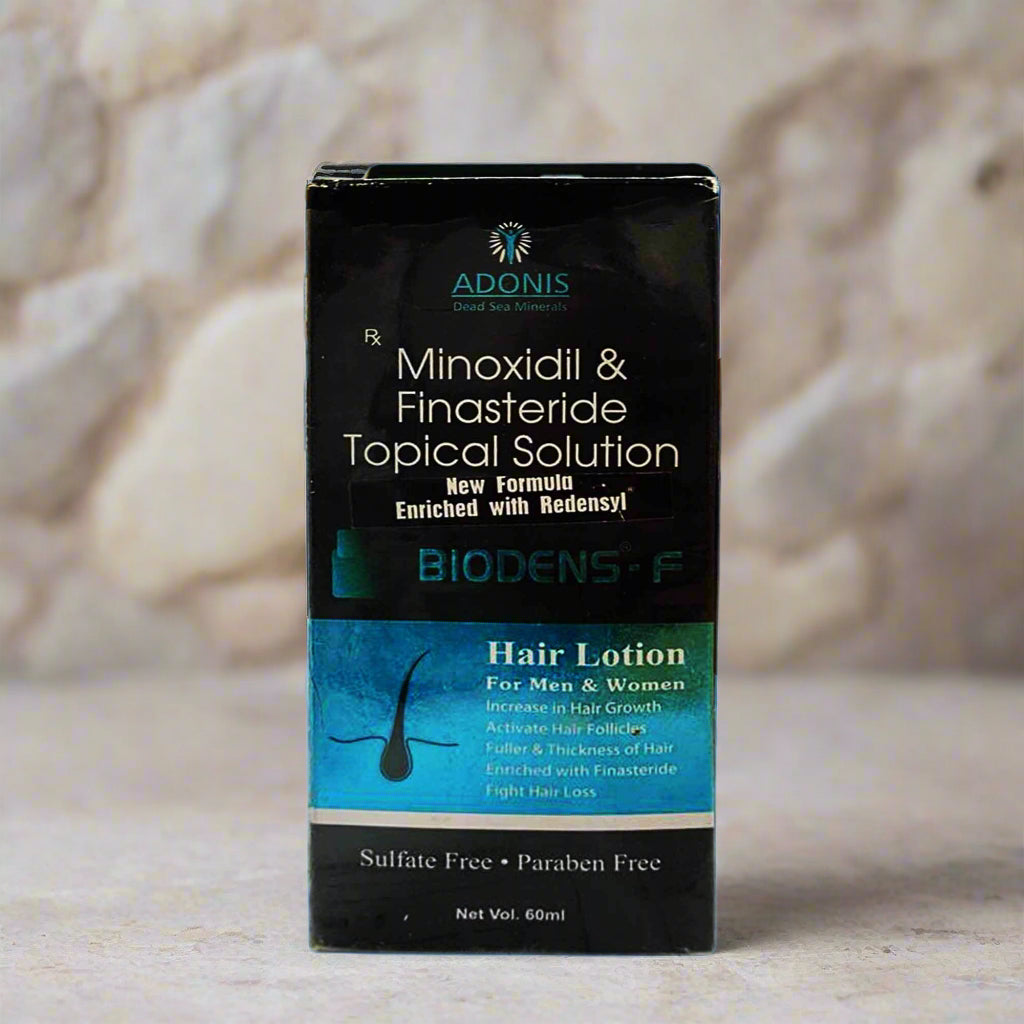 ADONIS
Dead Sea Minerals
Rx
Minoxidil &
Finasteride
Topical Solution
New Formula
Enriched with Redensyl
BIODENS® - F
Hair Lotion
For Men & Women
Increase in Hair Growth
Activate Hair Follicles
Fuller & Thickness of Hair
Enriched with Finasteride
Fight Hair Loss
Sulfate Free • Paraben Free
Net Vol. 60ml